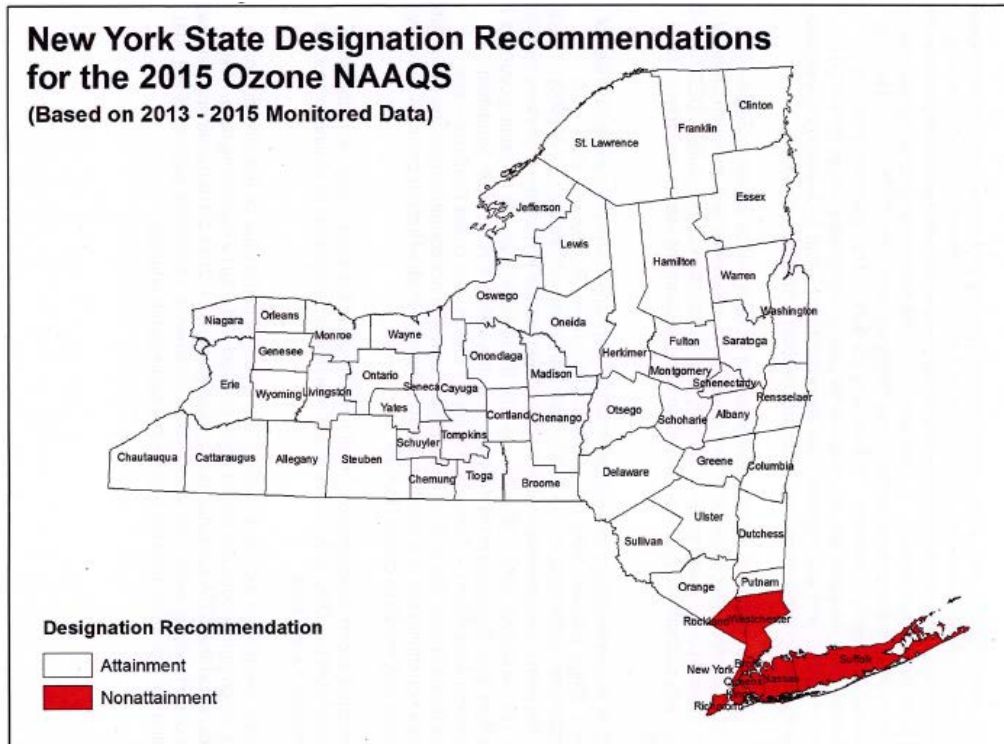 New York State Designation Recommendations
for the 2015 Ozone NAAQS
(Based on 2013 - 2015 Monitored Data)
Clinton
Franklin
St. Lawrence
Essex
Jefferson
Lewis
Hamilton
Warren
Oswego
Washington
Oneida
Niagara
Orleans
Monroe
Wayne
Herkimer
Fulton
Saratoga
Genesee
Onondiaga
Madison
Montgomery
Ontario
Seneca
Cayuga
Schenectady
Erie
Wyoming
Livingston
Yates
Cortland
Chenango
Otsego
Schoharie
Albany
Rensselaer
Schuyler
Tompkins
Chautauqua
Cattaraugus
Allegany
Steuben
Chemung
Tioga
Broome
Delaware
Greene
Columbia
Ulster
Sullivan
Dutchess
Orange
Putnam
Rockland
Westchester
New York
Bronx
Queens
Nassau
Suffolk
Richmond
Designation Recommendation
Attainment
Nonattainment